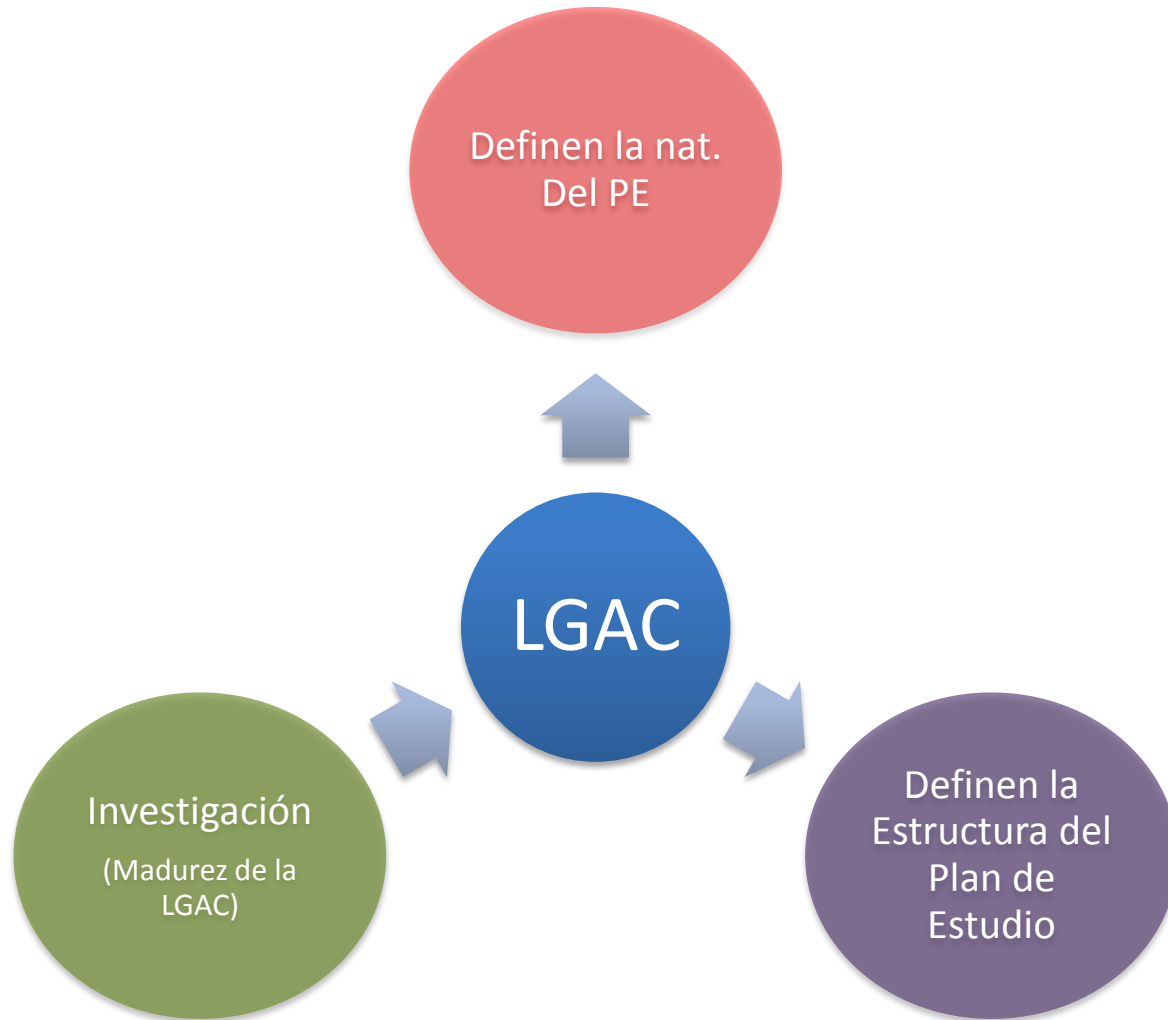 Definen la nat.
Del PE
LGAC
Investigación
(Madurez de la
LGAC)
Definen la
Estructura del
Plan de
Estudio